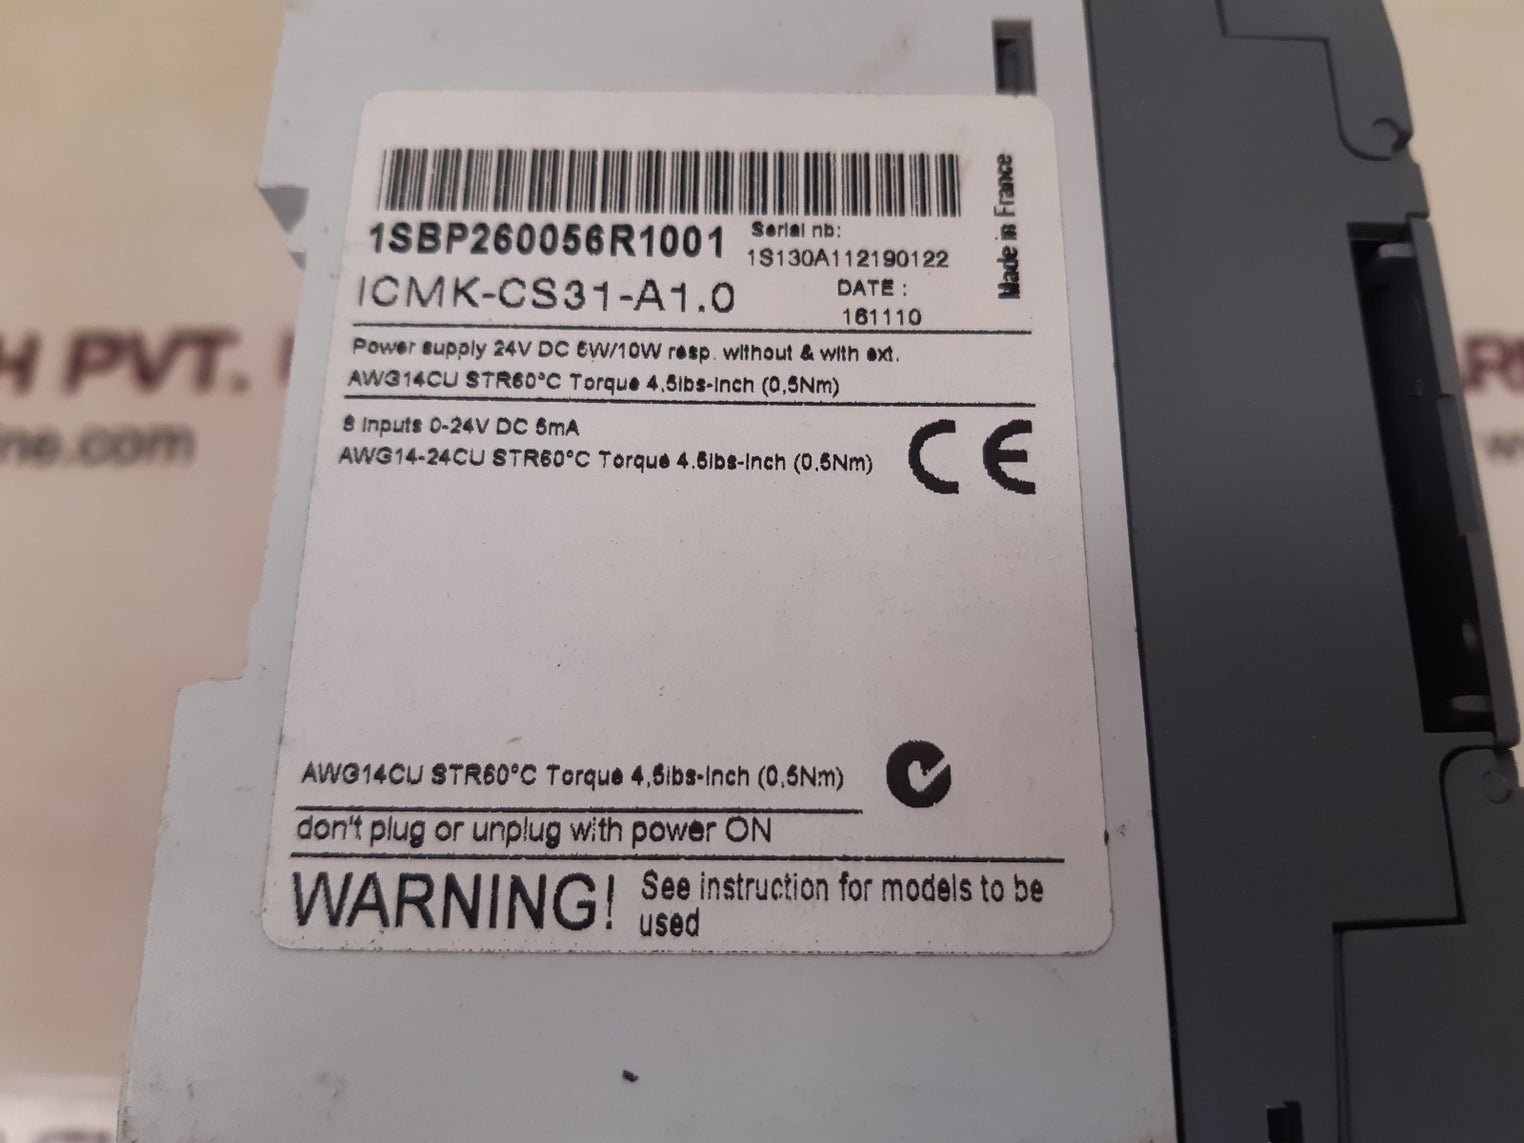 1SBP260056R1001
Serial nb:
1S130A112190122
ICMK-CS31-A1.0
DATE :
161110
Made in France
Power supply 24V DC 6W/10W resp. without & with ext.
AWG14CU STR60°C Torque 4,5lbs-Inch (0,5Nm)
8 Inputs 0-24V DC 5mA
AWG14-24CU STR60°C Torque 4.5lbs-Inch (0.5Nm)
CE
AWG14CU STR60°C Torque 4,5lbs-Inch (0,5Nm)
don't plug or unplug with power ON
WARNING! See instruction for models to be
used
H PVT.
ine.com